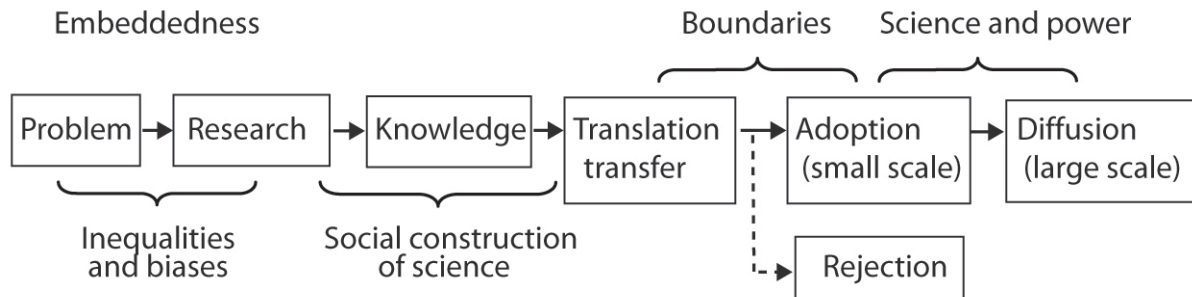 Embeddedness
Boundaries
Science and power
Problem
Research
Knowledge
Translation
transfer
Adoption
(small scale)
Diffusion
(large scale)
Inequalities
and biases
Social construction
of science
Rejection